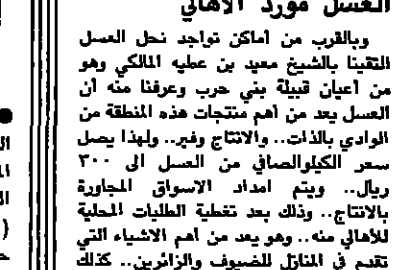 العسل مورد الأهالي
وبالقرب من أماكن تواجد نحل العسل
التقينا بالشيخ معيد بن عطيه المالكي وهو
من أعيان قبيلة بني حرب وعرفنا منه أن
العسل يعد من أهم منتجات هذه المنطقة من
الوادي بالذات.. والانتاج وفير.. ولهذا يصل
سعر الكيلوالصافي من العسل الى ٣٠٠
ريال.. ويتم امداد الاسواق المجاورة
بالانتاج.. وذلك بعد تغطية الطلبات المحلية
للأهالي منه.. وهو يعد من أهم الاشياء التي
تقدم في المنازل للضيوف والزائرين.. كذلك